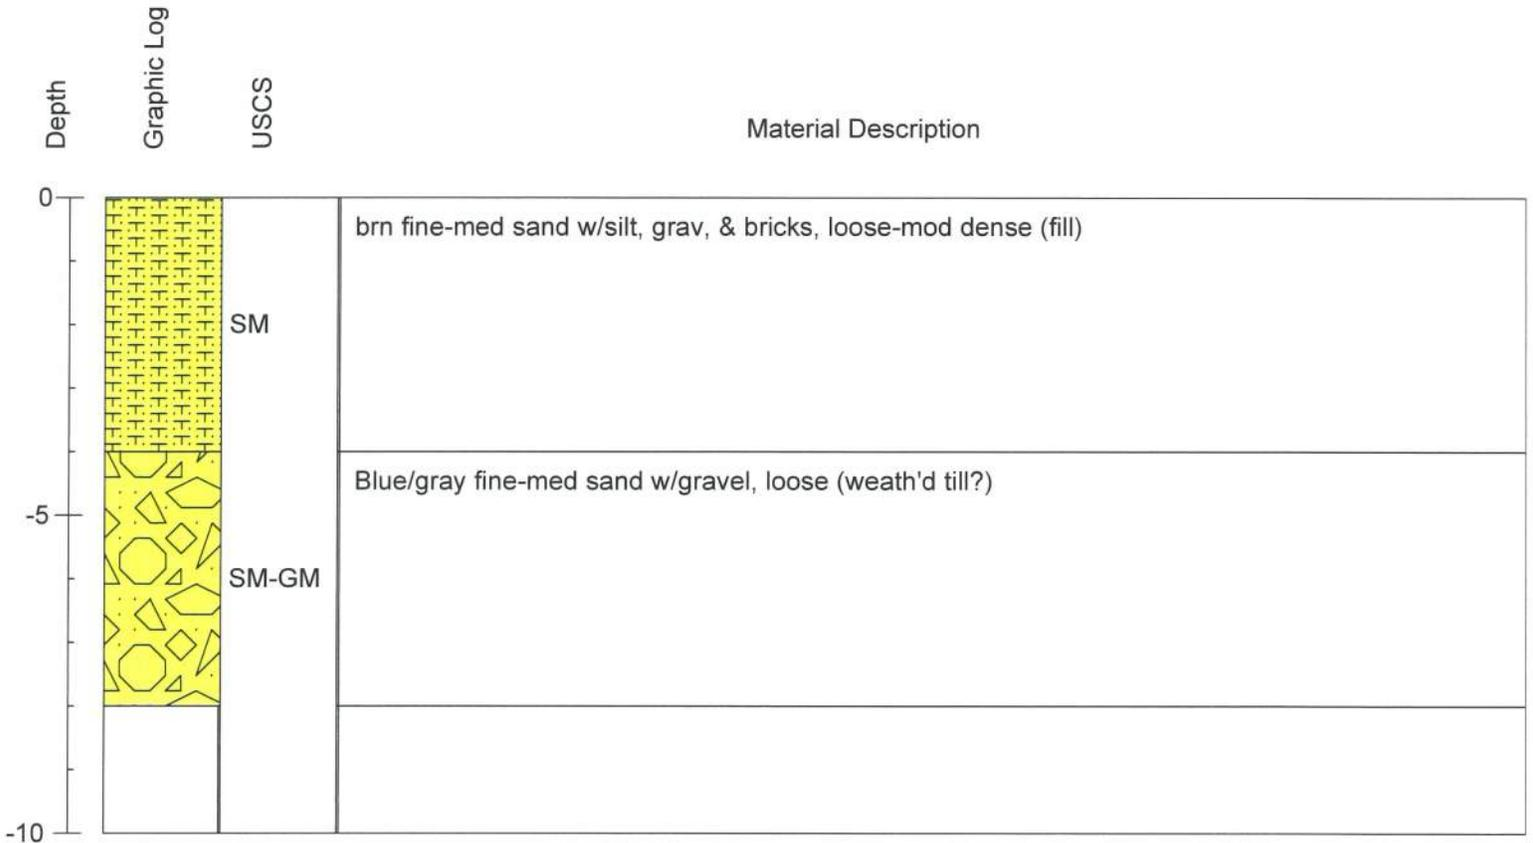 Depth
Graphic Log
USCS
Material Description
0
brn fine-med sand w/silt, grav, & bricks, loose-mod dense (fill)
SM
Blue/gray fine-med sand w/gravel, loose (weath'd till?)
-5
SM-GM
-10